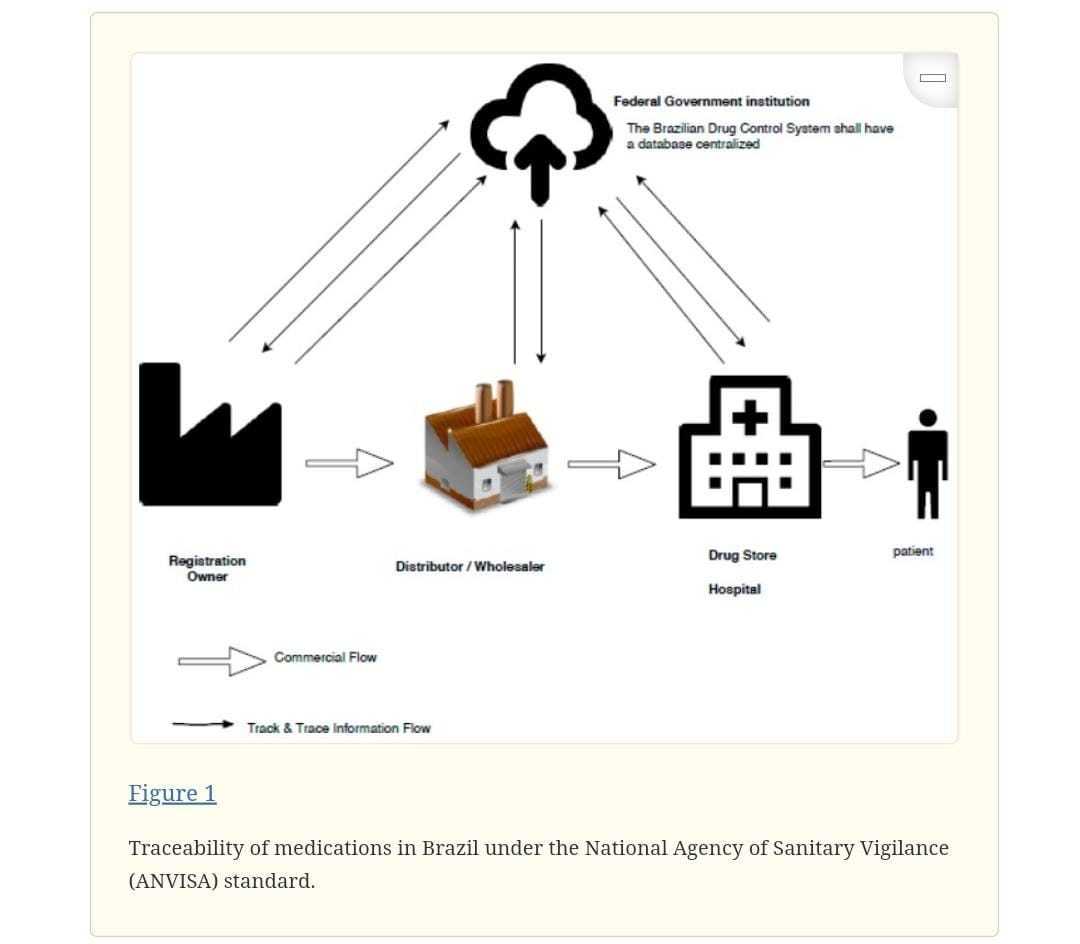 Federal Government institution
The Brazilian Drug Control System shall have
a database centralized
Registration
Owner
Distributor / Wholesaler
Drug Store
Hospital
patient
Commercial Flow
Track & Trace Information Flow
Figure 1
Traceability of medications in Brazil under the National Agency of Sanitary Vigilance
(ANVISA) standard.